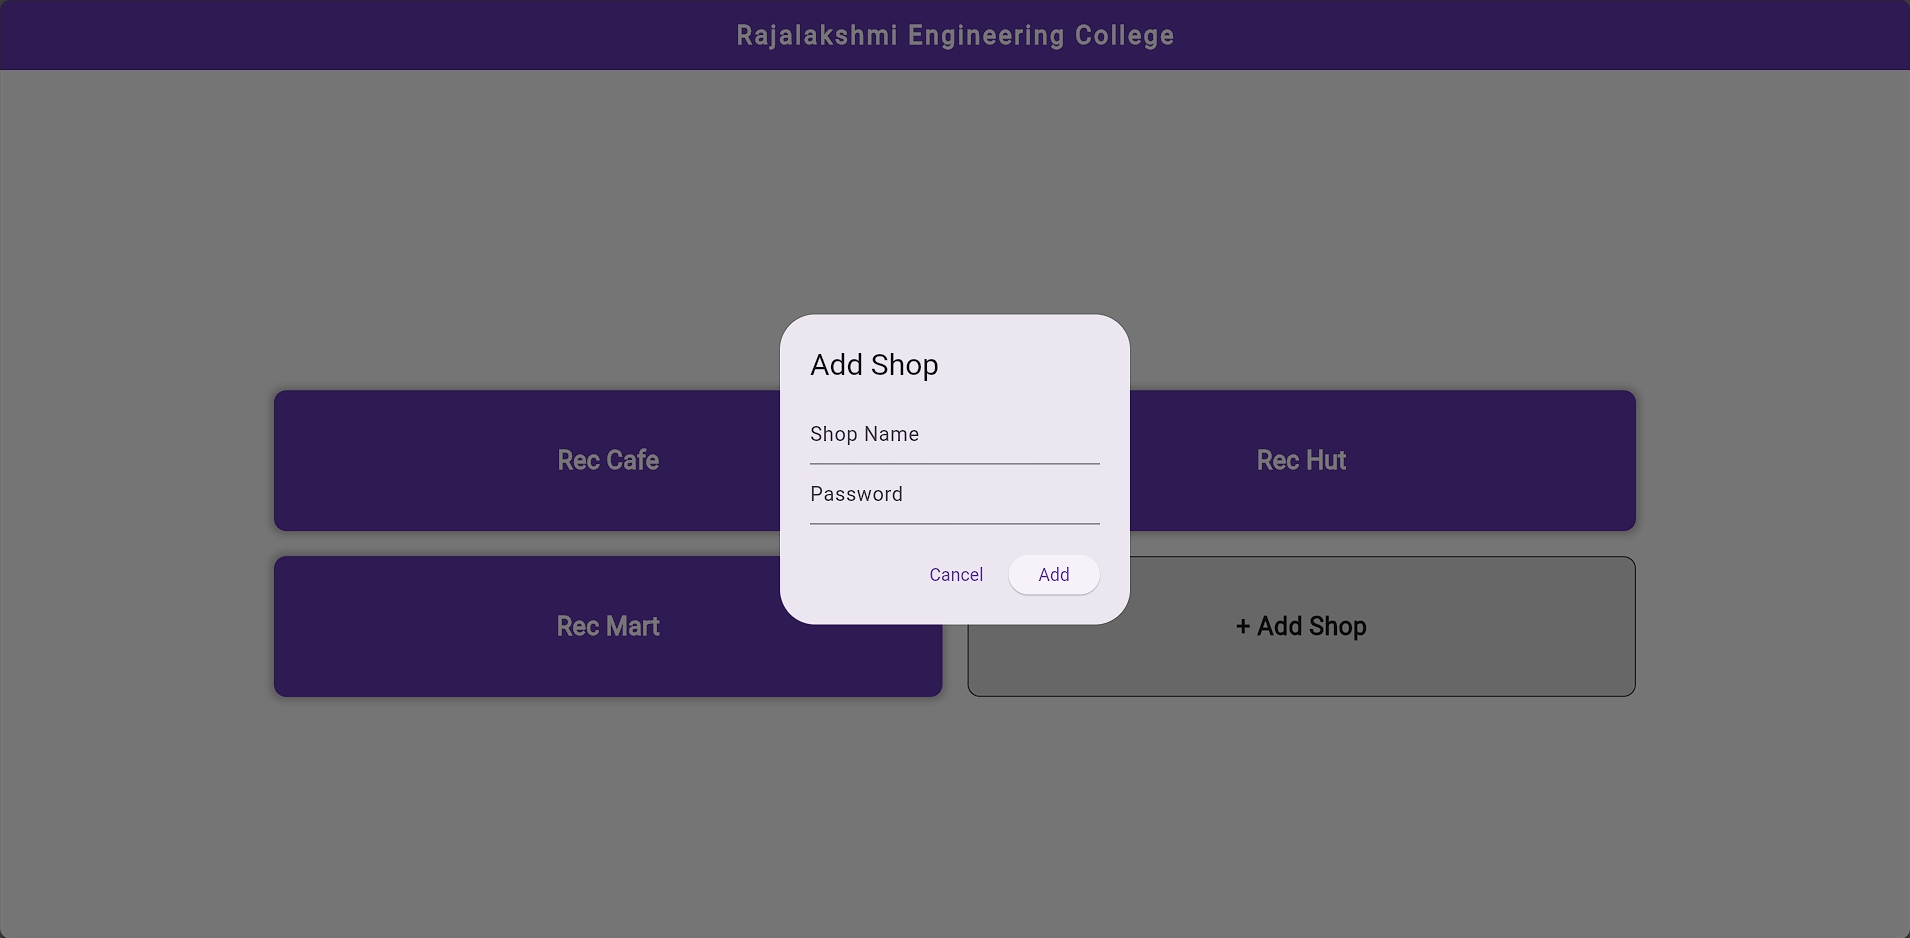 Rajalakshmi Engineering College
Add Shop
Shop Name
Password
Cancel Add
Rec Cafe
Rec Hut
Rec Mart
+ Add Shop